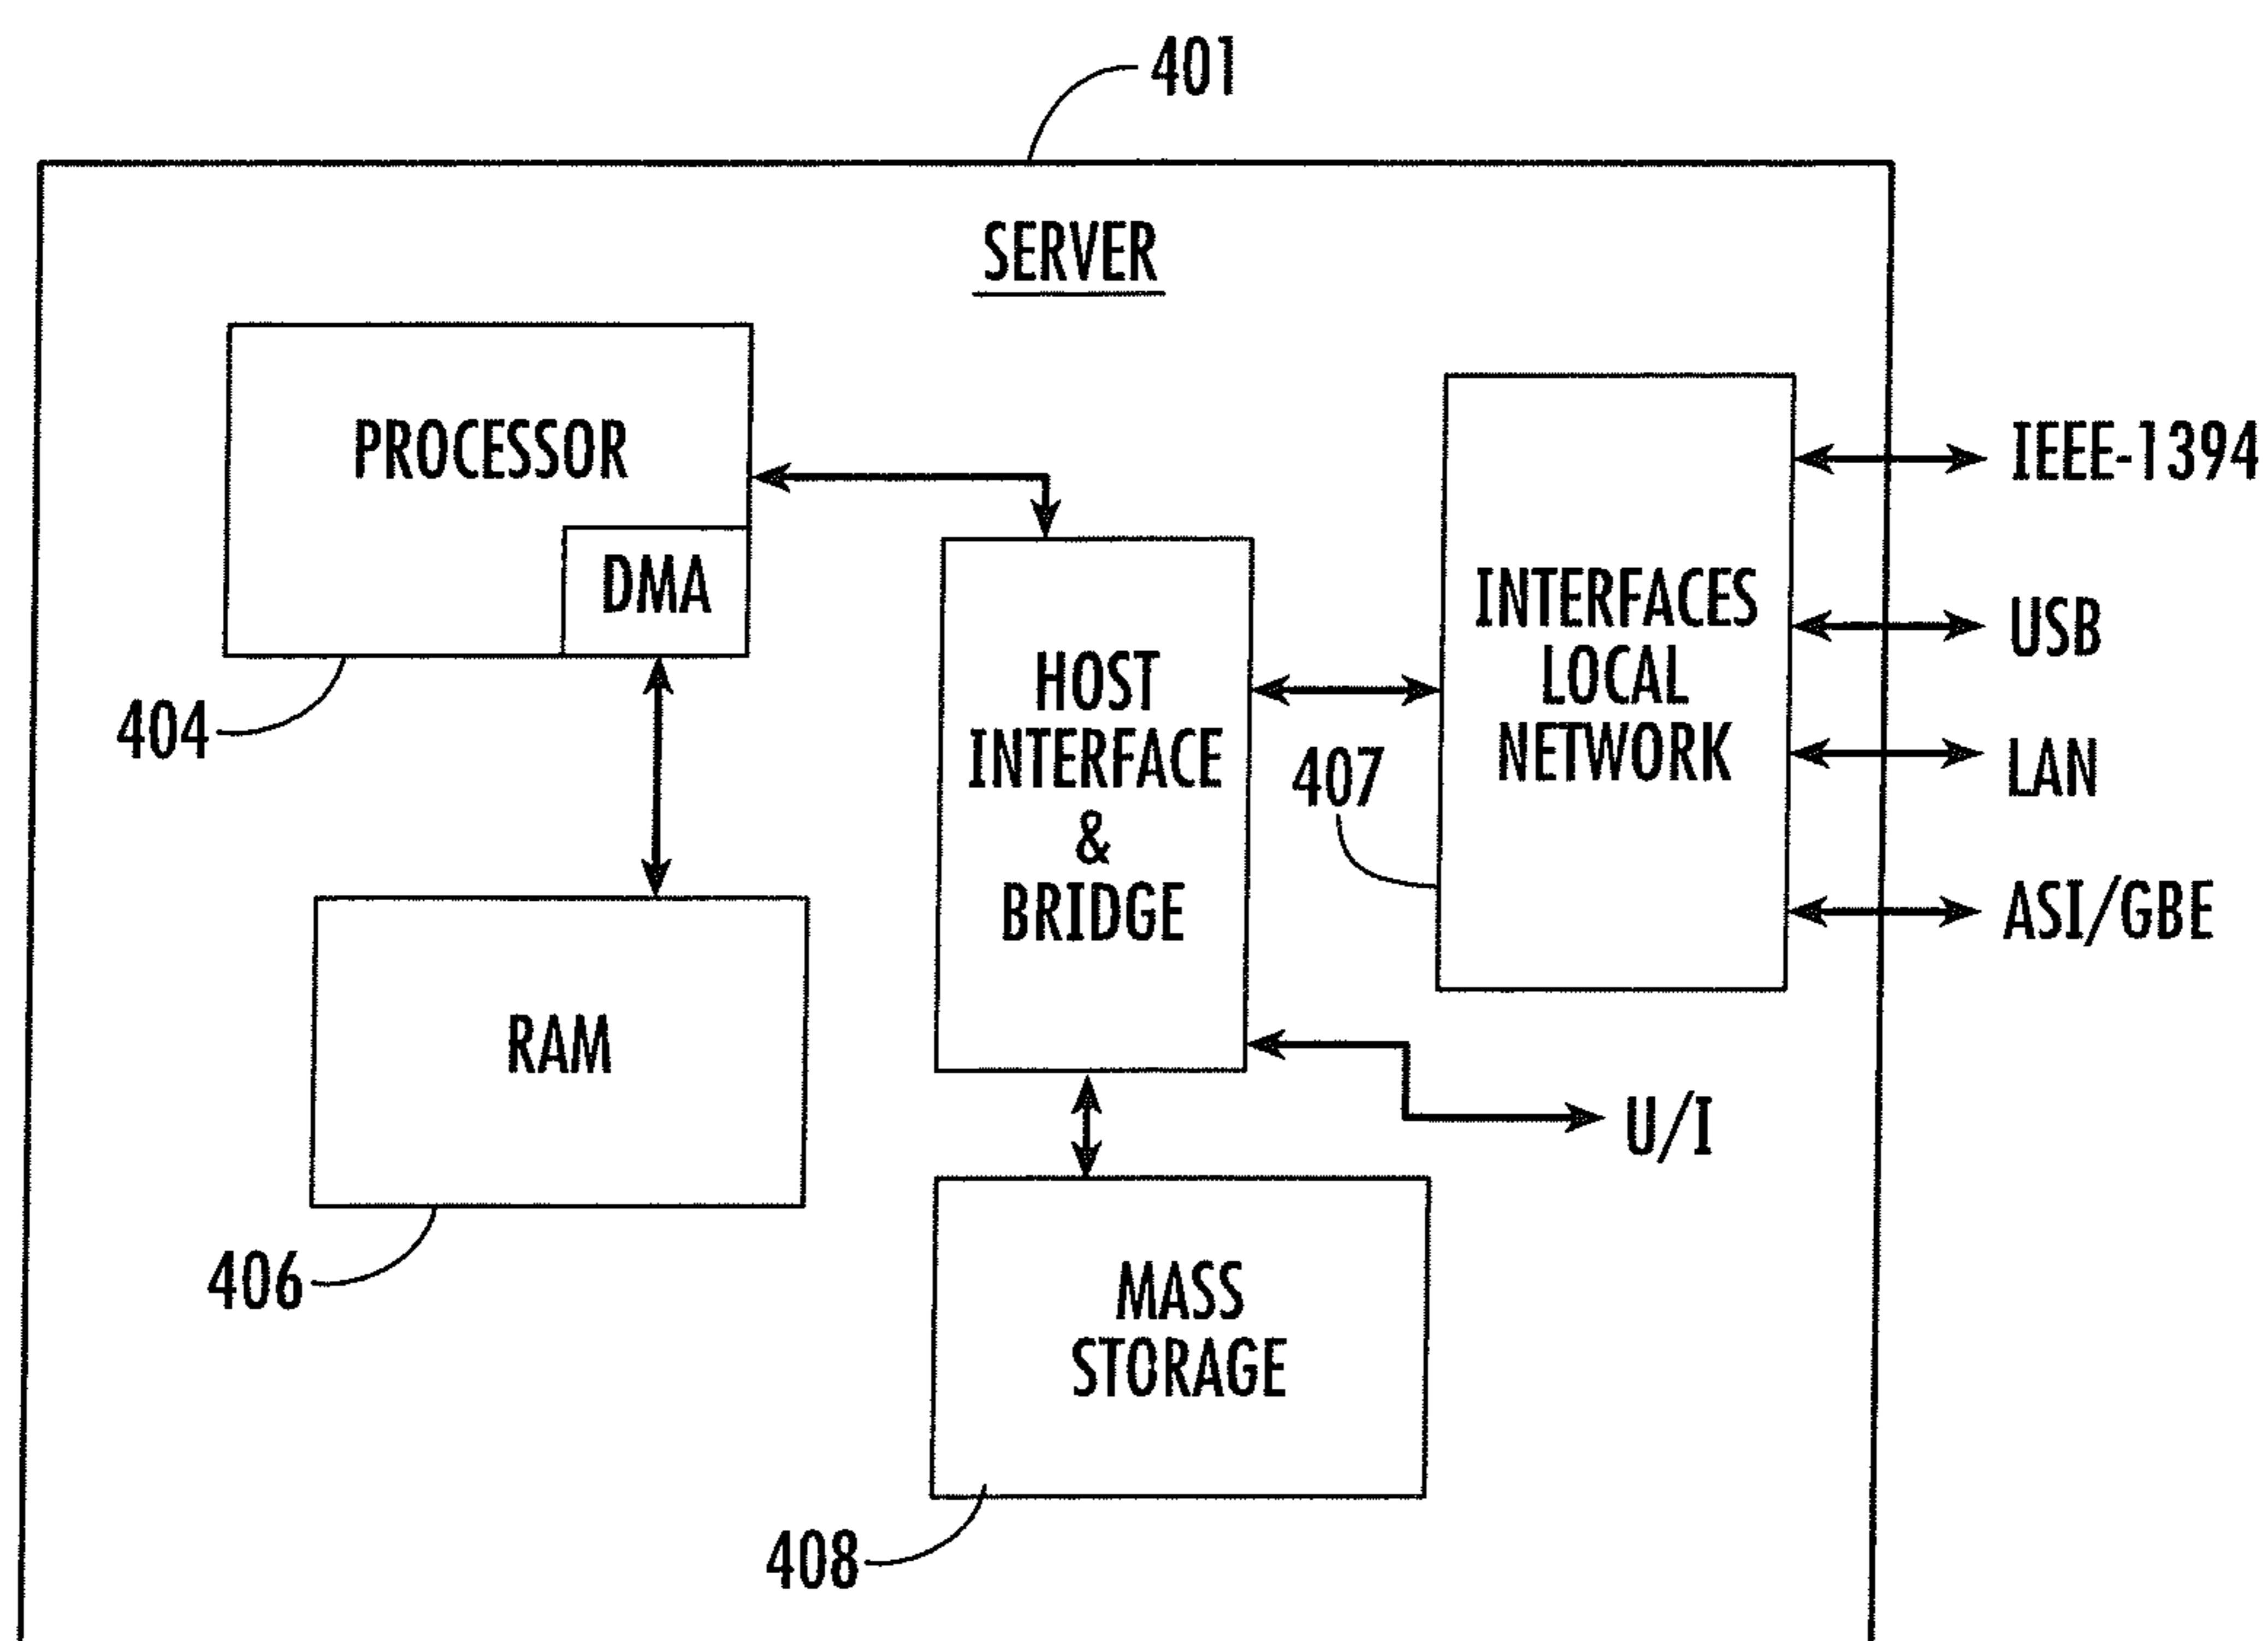 401
SERVER
PROCESSOR
DMA
404
RAM
406
HOST
INTERFACE
&
BRIDGE
407
INTERFACES
LOCAL
NETWORK
IEEE-1394
USB
LAN
ASI/GBE
U/I
MASS
STORAGE
408